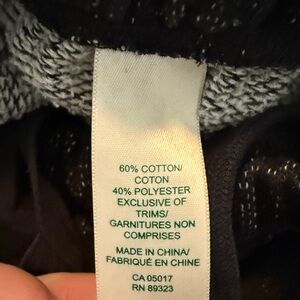 60% COTTON/
COTON
40% POLYESTER
EXCLUSIVE OF
TRIMS/
GARNITURES NON
COMPRISES
MADE IN CHINA/
FABRIQUÉ EN CHINE
CA 05017
RN 89323